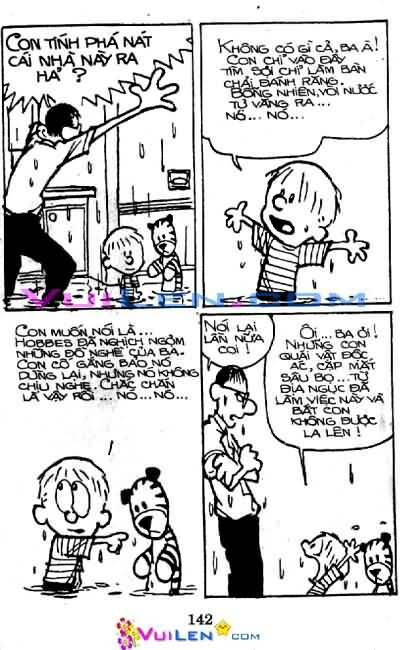 CON TÍNH PHÁ NÁT
CÁI NHÀ NÀY RA
HẢ ?
KHÔNG CÓ GÌ CẢ, BA À!
CON CHỈ VÀO ĐÂY
TÌM SỢI CHỈ LÀM BÀN
CHẢI ĐÁNH RĂNG.
BỔNG NHIÊN, VÒI NƯỚC
TỰ VĂNG RA...
NÓ... NÓ...
VUILEN.COM
CON MUỐN NÓI LÀ...
HOBBES ĐÃ NGHỊCH NGỢM
NHỮNG ĐỒ NGHỀ CỦA BA.
CON CỐ GẮNG BẢO NÓ
DỪNG LẠI, NHƯNG NÓ KHÔNG
CHỊU NGHE. CHẮC CHẮN
LÀ VẬY RỒI... NÓ... NÓ...
!
NÓI LẠI
LẦN NỮA
COI !
ÔI... BA ƠI!
NHƯNG CON
QUÁI VẬT ĐỘC
ÁC, CẶP MẮT
SÂU BỌ... TỪ
ĐỊA NGỤC ĐÃ
LÀM VIỆC NÀY VÀ
BẮT CON
KHÔNG ĐƯỢC
LA LÊN !
142
VUILEN.COM